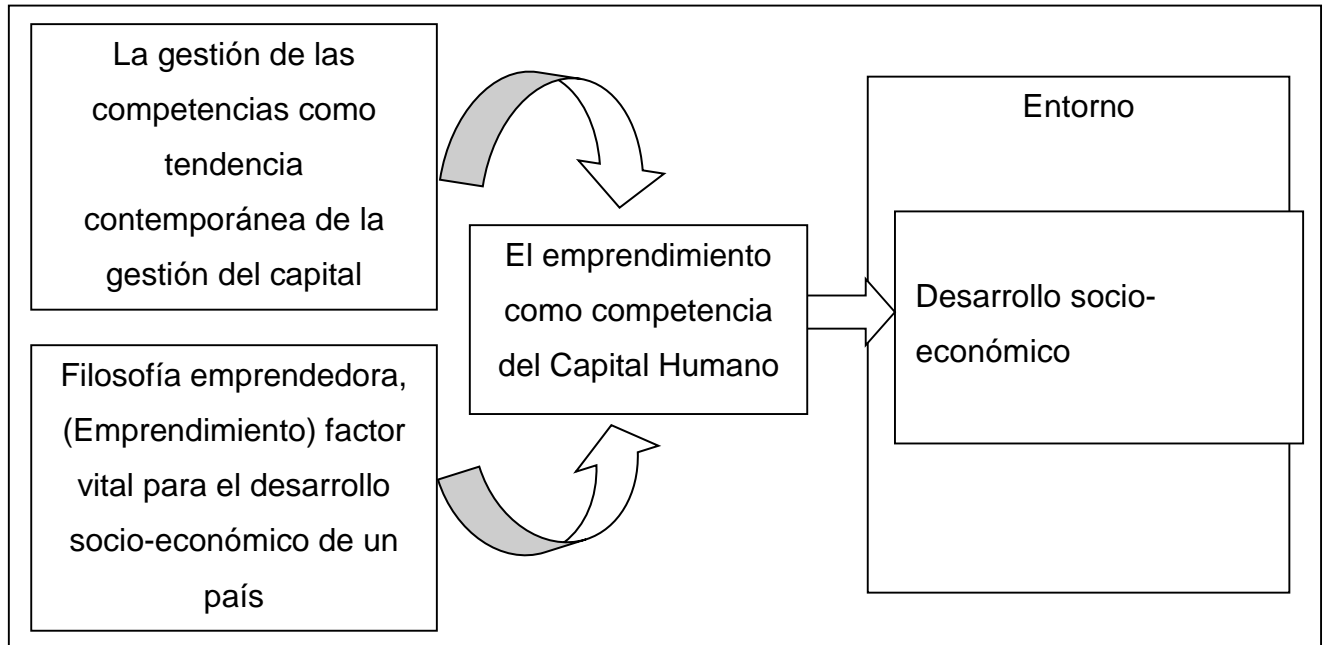 La gestión de las
competencias como
tendencia
contemporánea de la
gestión del capital
Filosofía emprendedora,
(Emprendimiento) factor
vital para el desarrollo
socio-económico de un
país
El emprendimiento
como competencia
del Capital Humano
Entorno
Desarrollo socio-
económico